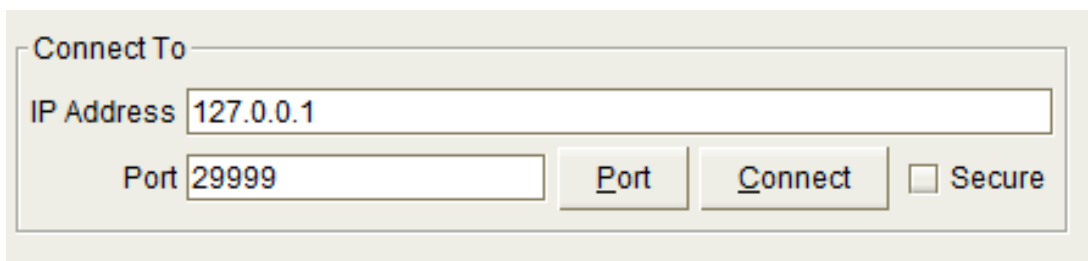 Connect To
IP Address 127.0.0.1
Port 29999 Port Connect Secure